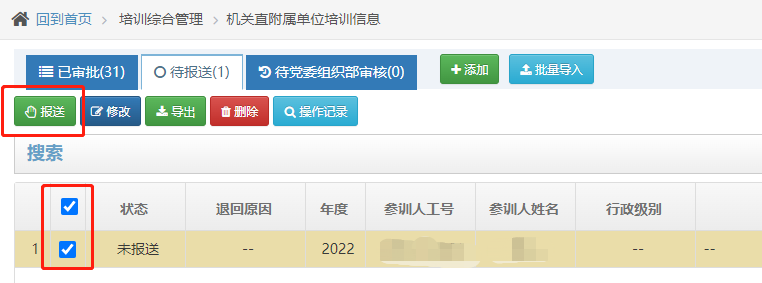 回到首页 > 培训综合管理 > 机关直附属单位培训信息
已审批(31) 待报送(1) 待党委组织部审核(0) 添加 批量导入
报送 修改 导出 删除 操作记录
搜索
状态 退回原因 年度 参训人工号 参训人姓名 行政级别
1 未报送 -- 2022 -- --